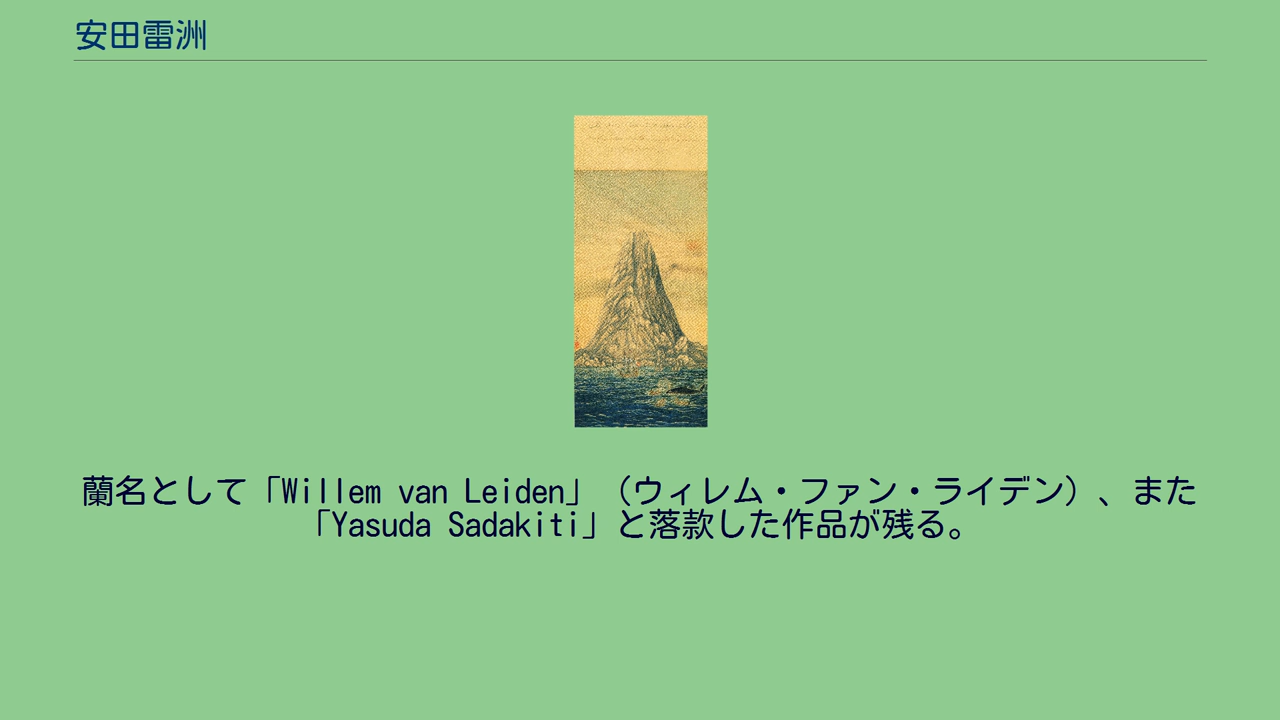 安田雷洲
蘭名として「Willem van Leiden」（ウィレム・ファン・ライデン）、また
「Yasuda Sadakiti」と落款した作品が残る。